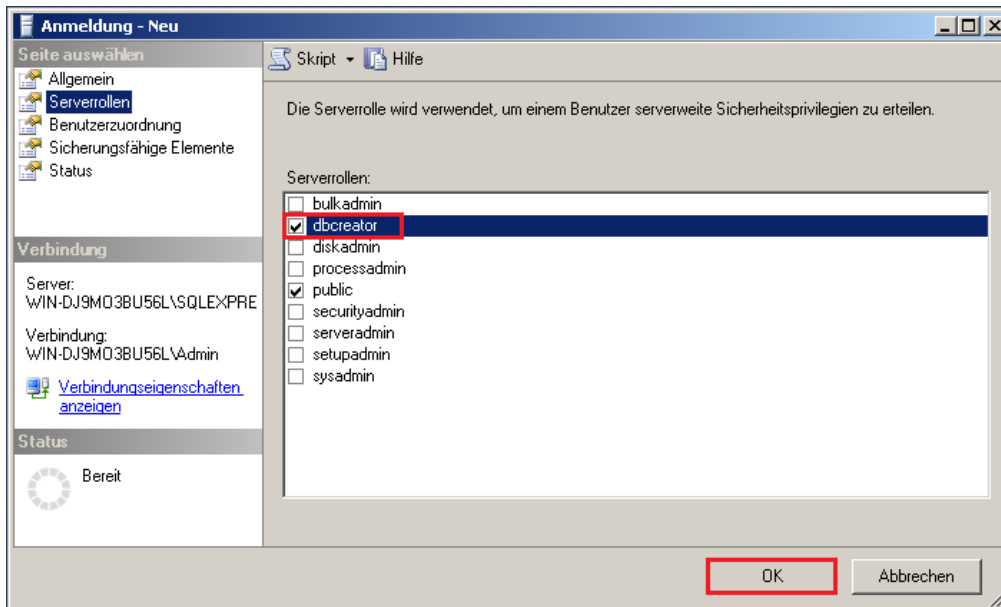 Anmeldung - Neu
Seite auswählen
Allgemein
Serverrollen
Benutzerzuordnung
Sicherungsfähige Elemente
Status
Verbindung
Server:
WIN-DJ9MO3BU56L\SQLEXPRE
Verbindung:
WIN-DJ9MO3BU56L\Admin
Verbindungseigenschaften
anzeigen
Status
Bereit
Skript
Hilfe
Die Serverrolle wird verwendet, um einem Benutzer serverweite Sicherheitsprivilegien zu erteilen.
Serverrollen:
bulkadmin
dbcreator
diskadmin
processadmin
public
securityadmin
serveradmin
setupadmin
sysadmin
OK
Abbrechen